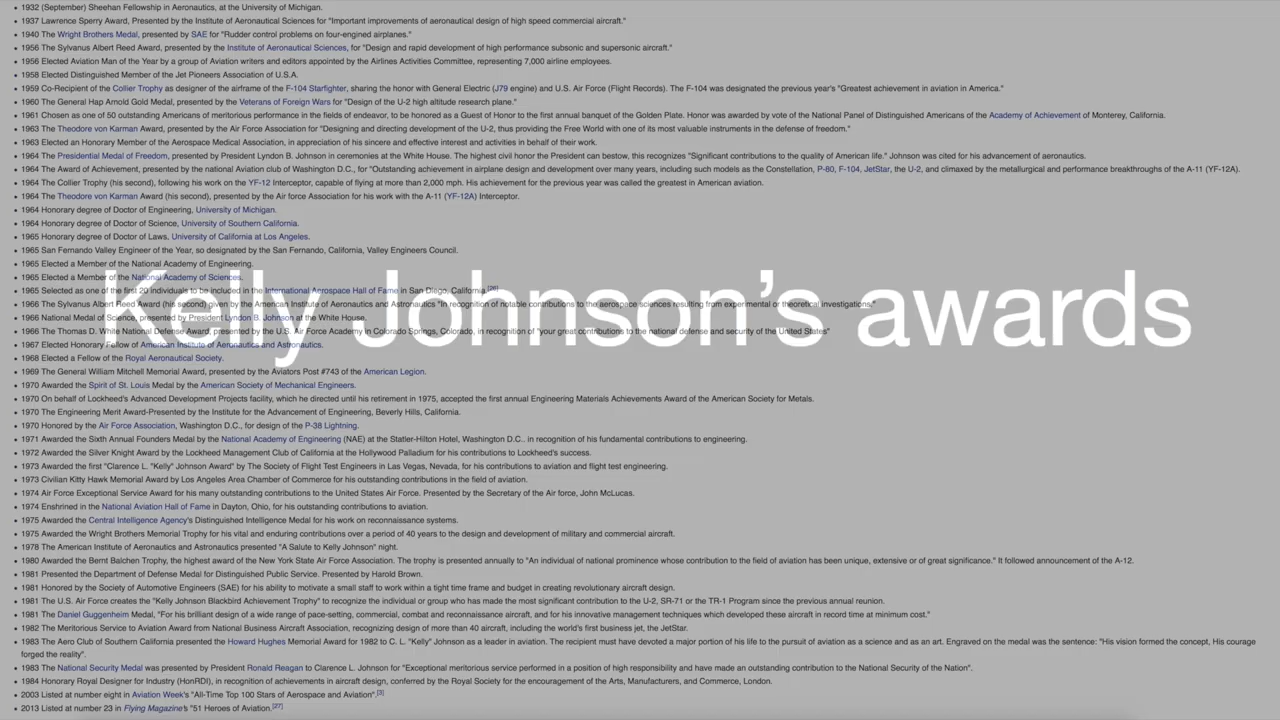 1932 (September) Sheehan Fellowship in Aeronautics, at the University of Michigan.
1937 Lawrence Sperry Award, Presented by the Institute of Aeronautical Sciences for "Important improvements of aeronautical design of high speed commercial aircraft."
1940 The Wright Brothers Medal, presented by SAE for "Rudder control problems on four-engined airplanes."
1956 The Sylvanus Albert Reed Award, presented by the Institute of Aeronautical Sciences, for "Design and rapid development of high performance subsonic and supersonic aircraft."
1956 Elected Aviation Man of the Year by a group of Aviation writers and editors appointed by the Airlines Activities Committee, representing 7,000 airline employees.
1958 Elected Distinguished Member of the Jet Pioneers Association of U.S.A.
1959 Co-Recipient of the Collier Trophy as designer of the airframe of the F-104 Starfighter, sharing the honor with General Electric (J79 engine) and U.S. Air Force (Flight Records). The F-104 was designated the previous year's "Greatest achievement in aviation in America."
1960 The General Hap Arnold Gold Medal, presented by the Veterans of Foreign Wars for "Design of the U-2 high altitude research plane."
1961 Chosen as one of 50 outstanding Americans of meritorious performance in the fields of endeavor, to be honored as a Guest of Honor to the first annual banquet of the Golden Plate. Honor was awarded by vote of the National Panel of Distinguished Americans of the Academy of Achievement of Monterey, California.
1963 The Theodore von Karman Award, presented by the Air Force Association for "Designing and directing development of the U-2, thus providing the Free World with one of its most valuable instruments in the defense of freedom."
1963 Elected an Honorary Member of the Aerospace Medical Association, in appreciation of his sincere and effective interest and activities in behalf of their work.
1964 The Presidential Medal of Freedom, presented by President Lyndon B. Johnson in ceremonies at the White House. The highest civil honor the President can bestow, this recognizes "Significant contributions to the quality of American life." Johnson was cited for his advancement of aeronautics.
1964 The Award of Achievement, presented by the national Aviation club of Washington D.C., for "Outstanding achievement in airplane design and development over many years, including such models as the Constellation, P-80, F-104, JetStar, the U-2, and climaxed by the metallurgical and performance breakthroughs of the A-11 (YF-12A).
1964 The Collier Trophy (his second), following his work on the YF-12 Interceptor, capable of flying at more than 2,000 mph. His achievement for the previous year was called the greatest in American aviation.
1964 The Theodore von Karman Award (his second), presented by the Air force Association for his work with the A-11 (YF-12A) Interceptor.
1964 Honorary degree of Doctor of Engineering, University of Michigan.
1964 Honorary degree of Doctor of Science, University of Southern California.
1965 Honorary degree of Doctor of Laws, University of California at Los Angeles.
1965 San Fernando Valley Engineer of the Year, so designated by the San Fernando, California, Valley Engineers Council.
1965 Elected a Member of the National Academy of Engineering.
1965 Elected a Member of the National Academy of Sciences.
1965 Selected as one of the first 20 individuals to be included in the International Aerospace Hall of Fame in San Diego, California.[26]
1966 The Sylvanus Albert Reed Award (his second) given by the American Institute of Aeronautics and Astronautics "In recognition of notable contributions to the aerospace sciences resulting from experimental or theoretical investigations."
Kelly Johnson's awards
1966 National Medal of Science, presented by President Lyndon B. Johnson at the White House.
1966 The Thomas D. White National Defense Award, presented by the U.S. Air Force Academy in Colorado Springs, Colorado, in recognition of "your great contributions to the national defense and security of the United States"
1967 Elected Honorary Fellow of American Institute of Aeronautics and Astronautics.
1968 Elected a Fellow of the Royal Aeronautical Society.
1969 The General William Mitchell Memorial Award, presented by the Aviators Post #743 of the American Legion.
1970 Awarded the Spirit of St. Louis Medal by the American Society of Mechanical Engineers.
1970 On behalf of Lockheed's Advanced Development Projects facility, which he directed until his retirement in 1975, accepted the first annual Engineering Materials Achievements Award of the American Society for Metals.
1970 The Engineering Merit Award-Presented by the Institute for the Advancement of Engineering, Beverly Hills, California.
1970 Honored by the Air Force Association, Washington D.C., for design of the P-38 Lightning.
1971 Awarded the Sixth Annual Founders Medal by the National Academy of Engineering (NAE) at the Statler-Hilton Hotel, Washington D.C.. in recognition of his fundamental contributions to engineering.
1972 Awarded the Silver Knight Award by the Lockheed Management Club of California at the Hollywood Palladium for his contributions to Lockheed's success.
1973 Awarded the first "Clarence L. "Kelly" Johnson Award" by The Society of Flight Test Engineers in Las Vegas, Nevada, for his contributions to aviation and flight test engineering.
1973 Civilian Kitty Hawk Memorial Award by Los Angeles Area Chamber of Commerce for his outstanding contributions in the field of aviation.
1974 Air Force Exceptional Service Award for his many outstanding contributions to the United States Air Force. Presented by the Secretary of the Air force, John McLucas.
1974 Enshrined in the National Aviation Hall of Fame in Dayton, Ohio, for his outstanding contributions to aviation.
1975 Awarded the Central Intelligence Agency's Distinguished Intelligence Medal for his work on reconnaissance systems.
1975 Awarded the Wright Brothers Memorial Trophy for his vital and enduring contributions over a period of 40 years to the design and development of military and commercial aircraft.
1978 The American Institute of Aeronautics and Astronautics presented "A Salute to Kelly Johnson" night.
1980 Awarded the Bernt Balchen Trophy, the highest award of the New York State Air Force Association. The trophy is presented annually to "An individual of national prominence whose contribution to the field of aviation has been unique, extensive or of great significance." It followed announcement of the A-12.
1981 Presented the Department of Defense Medal for Distinguished Public Service. Presented by Harold Brown.
1981 Honored by the Society of Automotive Engineers (SAE) for his ability to motivate a small staff to work within a tight time frame and budget in creating revolutionary aircraft design.
1981 The U.S. Air Force creates the "Kelly Johnson Blackbird Achievement Trophy" to recognize the individual or group who has made the most significant contribution to the U-2, SR-71 or the TR-1 Program since the previous annual reunion.
1981 The Daniel Guggenheim Medal, "For his brilliant design of a wide range of pace-setting, commercial, combat and reconnaissance aircraft, and for his innovative management techniques which developed these aircraft in record time at minimum cost."
1982 The Meritorious Service to Aviation Award from National Business Aircraft Association, recognizing design of more than 40 aircraft, including the world's first business jet, the JetStar.
1983 The Aero Club of Southern California presented the Howard Hughes Memorial Award for 1982 to C. L. "Kelly" Johnson as a leader in aviation. The recipient must have devoted a major portion of his life to the pursuit of aviation as a science and as an art. Engraved on the medal was the sentence: "His vision formed the concept, His courage
forged the reality".
1983 The National Security Medal was presented by President Ronald Reagan to Clarence L. Johnson for "Exceptional meritorious service performed in a position of high responsibility and have made an outstanding contribution to the National Security of the Nation".
1984 Honorary Royal Designer for Industry (HonRDI), in recognition of achievements in aircraft design, conferred by the Royal Society for the encouragement of the Arts, Manufactures, and Commerce, London.
2003 Listed at number eight in Aviation Week's "All-Time Top 100 Stars of Aerospace and Aviation".[3]
2013 Listed at number 23 in Flying Magazine's "51 Heroes of Aviation.[27]